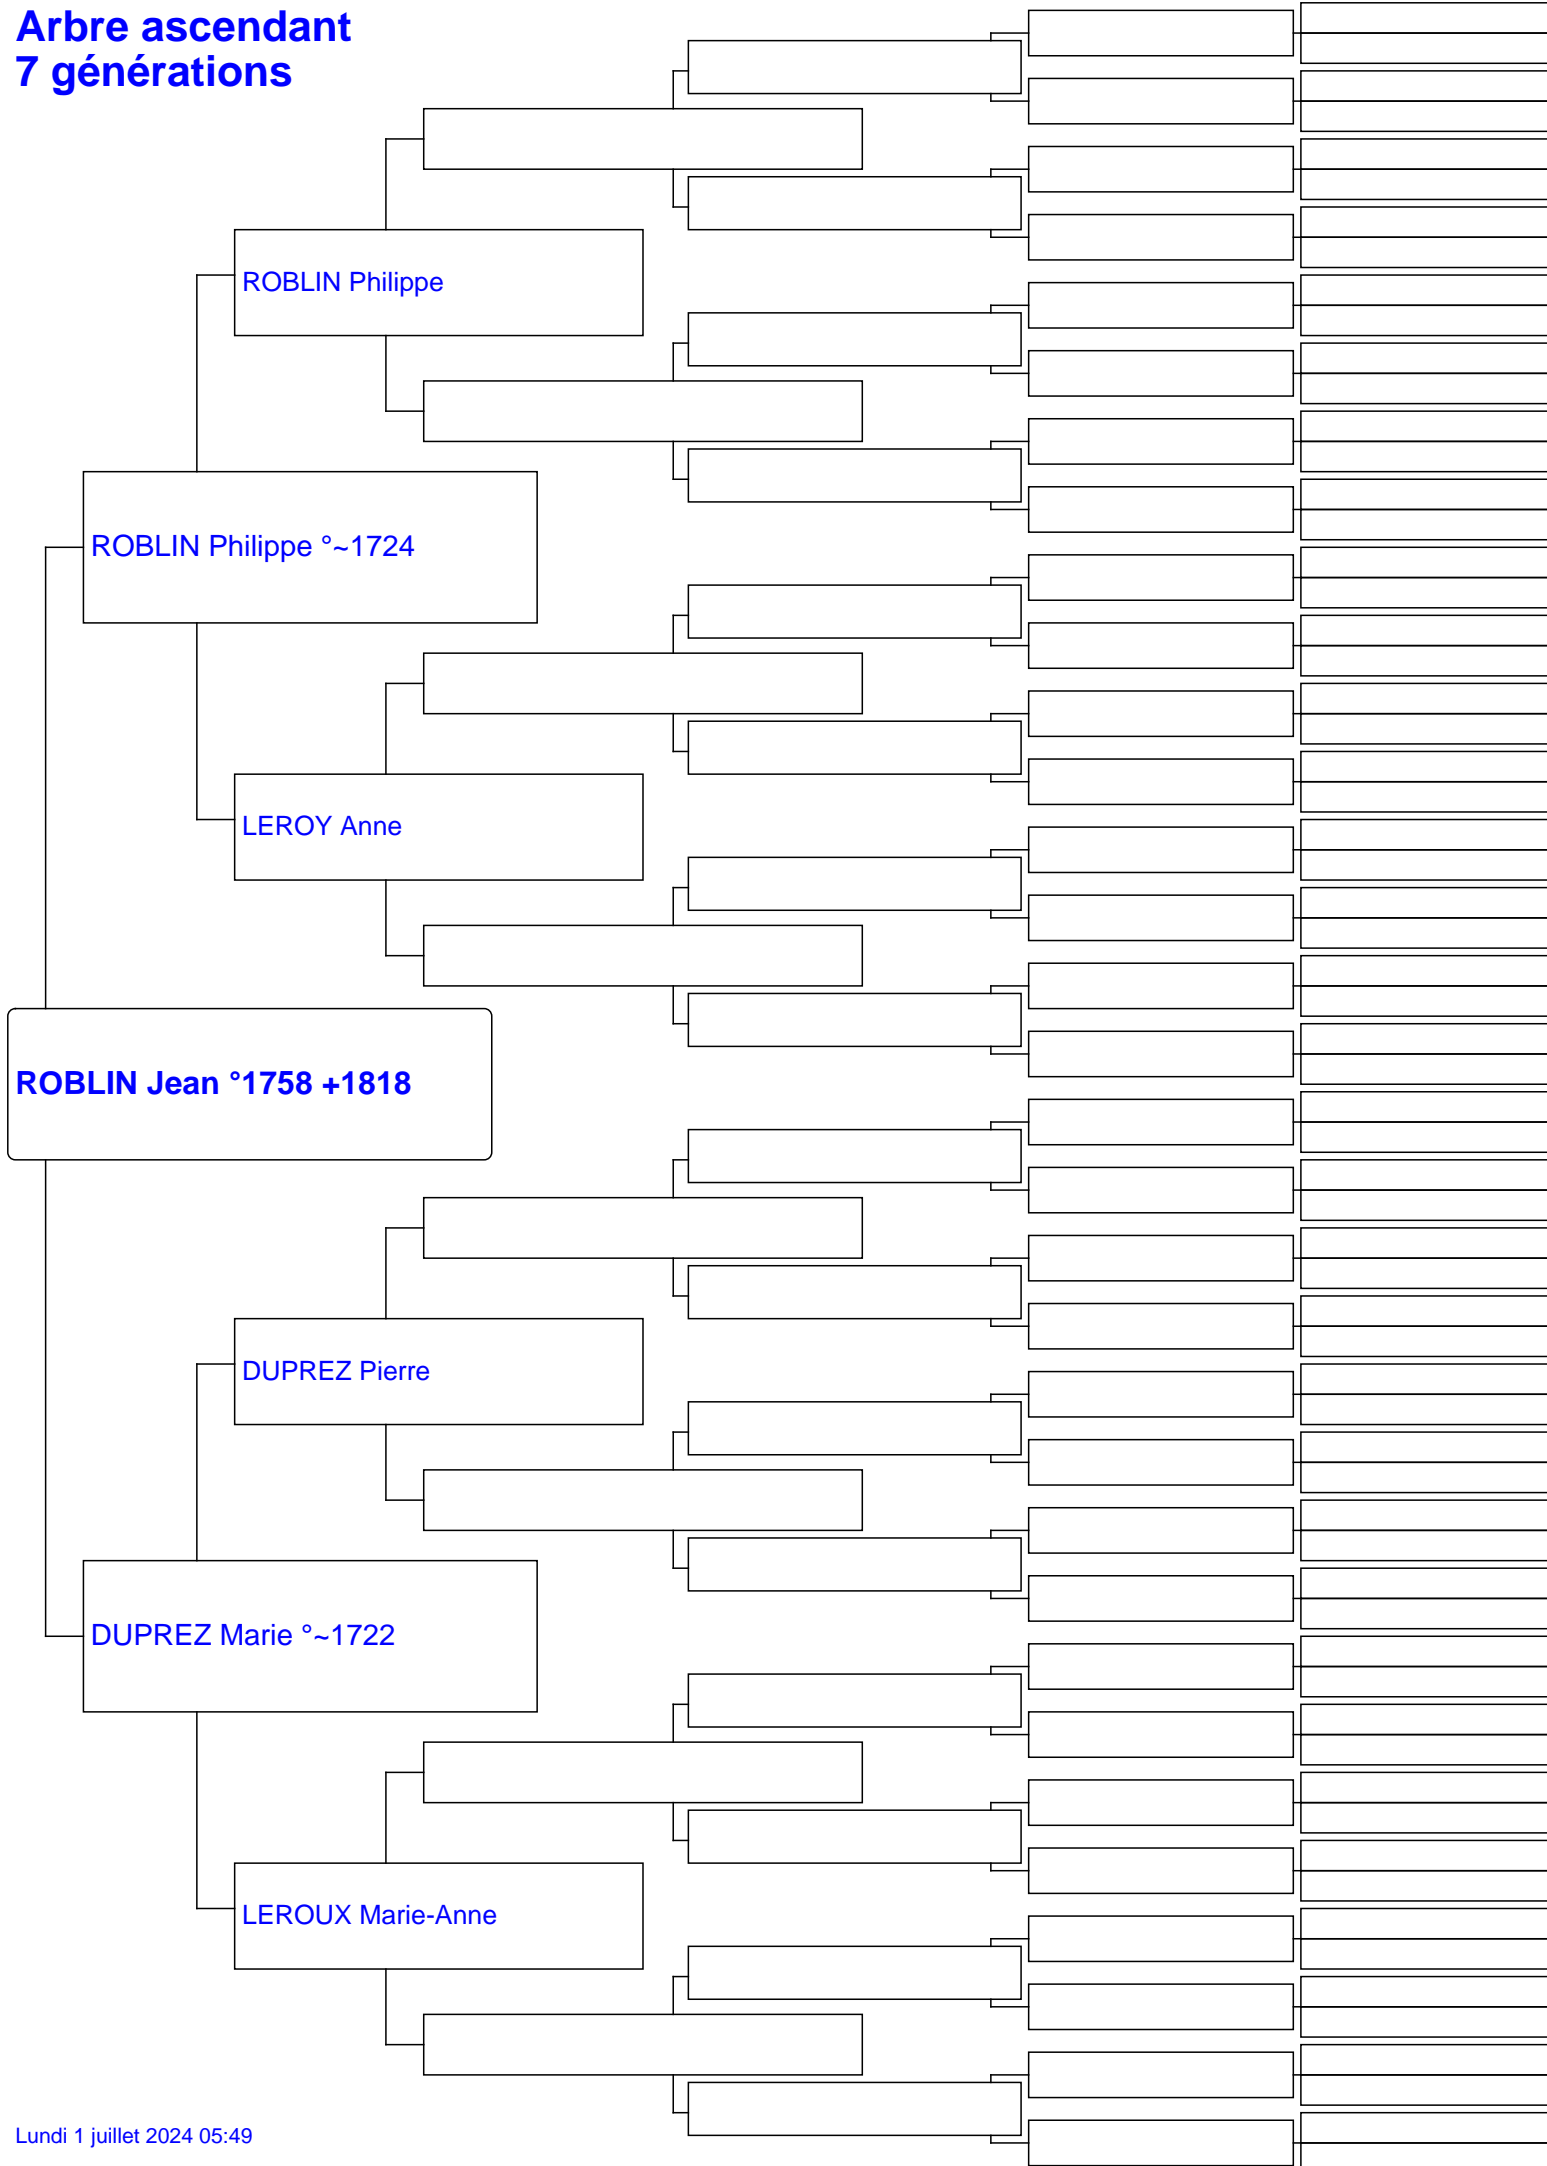 Arbre ascendant
7 générations
ROBLIN Philippe
ROBLIN Philippe °~1724
LEROY Anne
ROBLIN Jean °1758 +1818
DUPREZ Pierre
DUPREZ Marie °~1722
LEROUX Marie-Anne
Lundi 1 juillet 2024 05:49